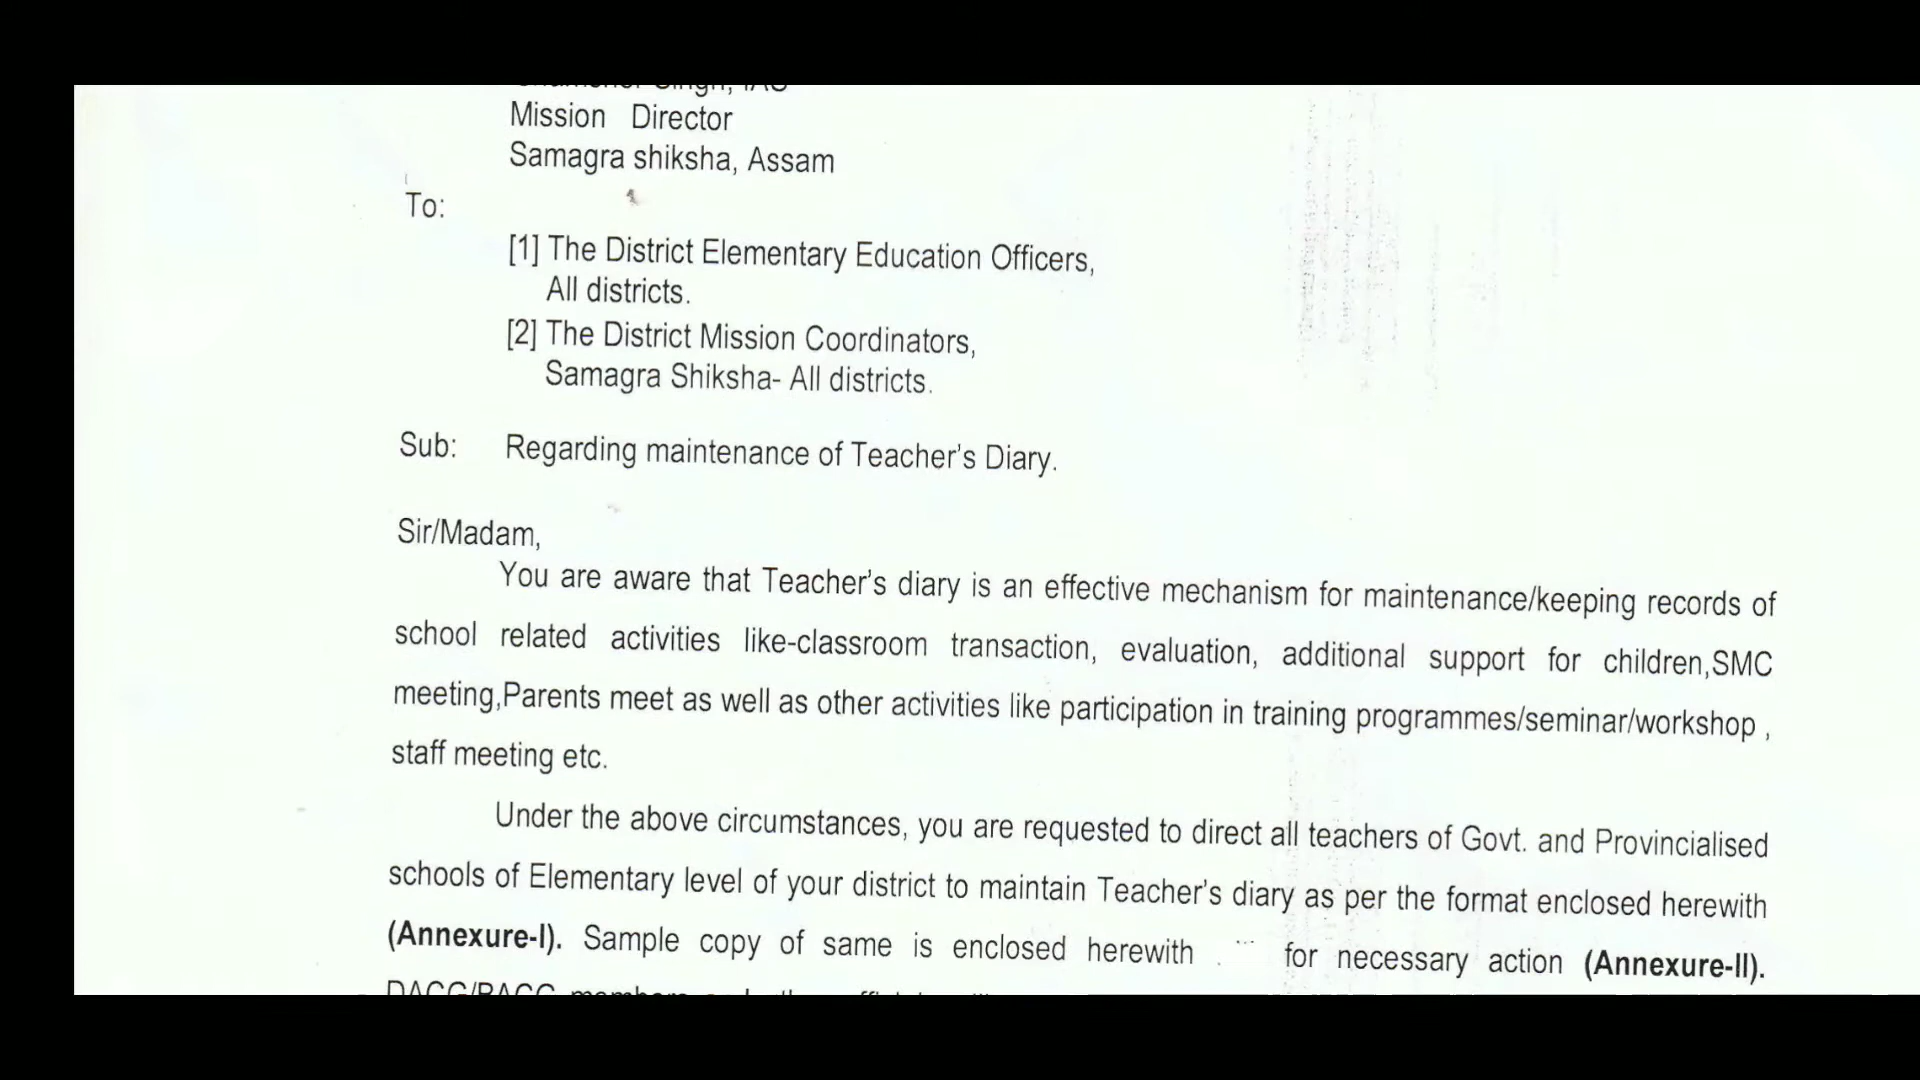 Singh, IAS
Mission Director
Samagra shiksha, Assam
To:
[1] The District Elementary Education Officers,
All districts.
[2] The District Mission Coordinators,
Samagra Shiksha- All districts.
Sub: Regarding maintenance of Teacher's Diary.
Sir/Madam,
You are aware that Teacher's diary is an effective mechanism for maintenance/keeping records of
school related activities like-classroom transaction, evaluation, additional support for children,SMC
meeting,Parents meet as well as other activities like participation in training programmes/seminar/workshop ,
staff meeting etc.
Under the above circumstances, you are requested to direct all teachers of Govt. and Provincialised
schools of Elementary level of your district to maintain Teacher's diary as per the format enclosed herewith
(Annexure-I). Sample copy of same is enclosed herewith for necessary action (Annexure-II).
DACG/BACG members